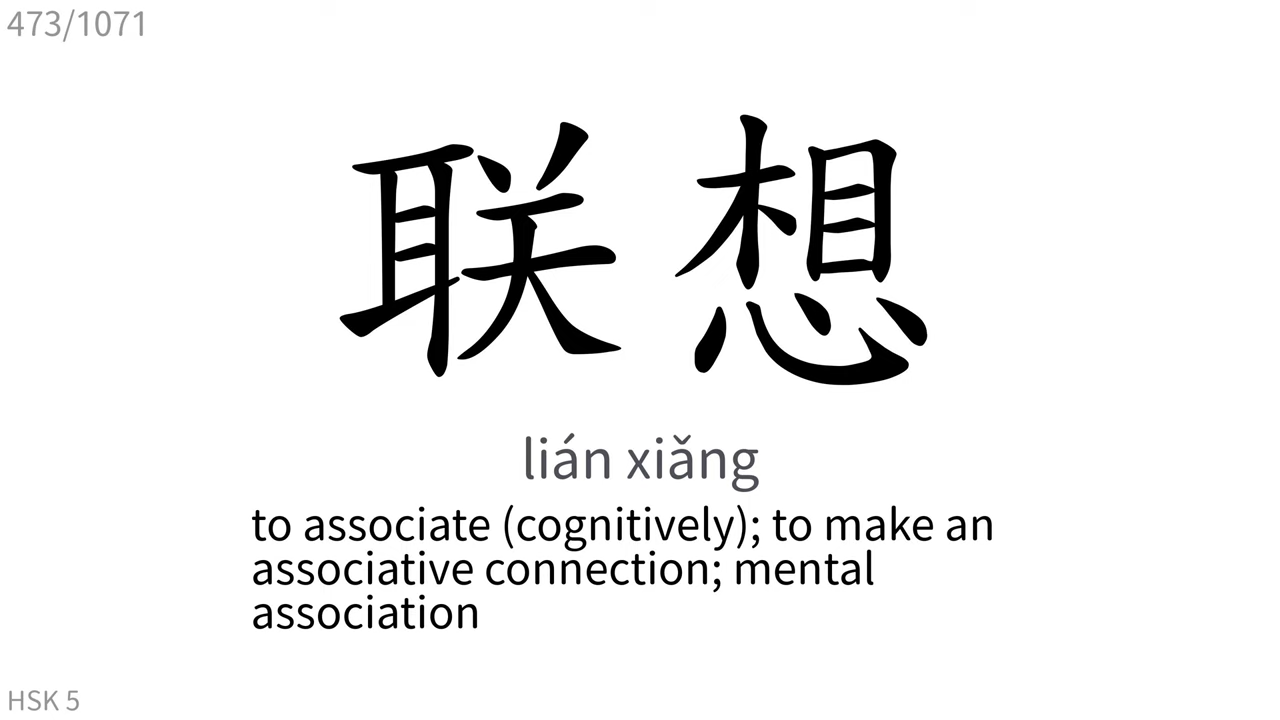 473/1071
联想
lián xiǎng
to associate (cognitively); to make an
associative connection; mental
association
HSK 5